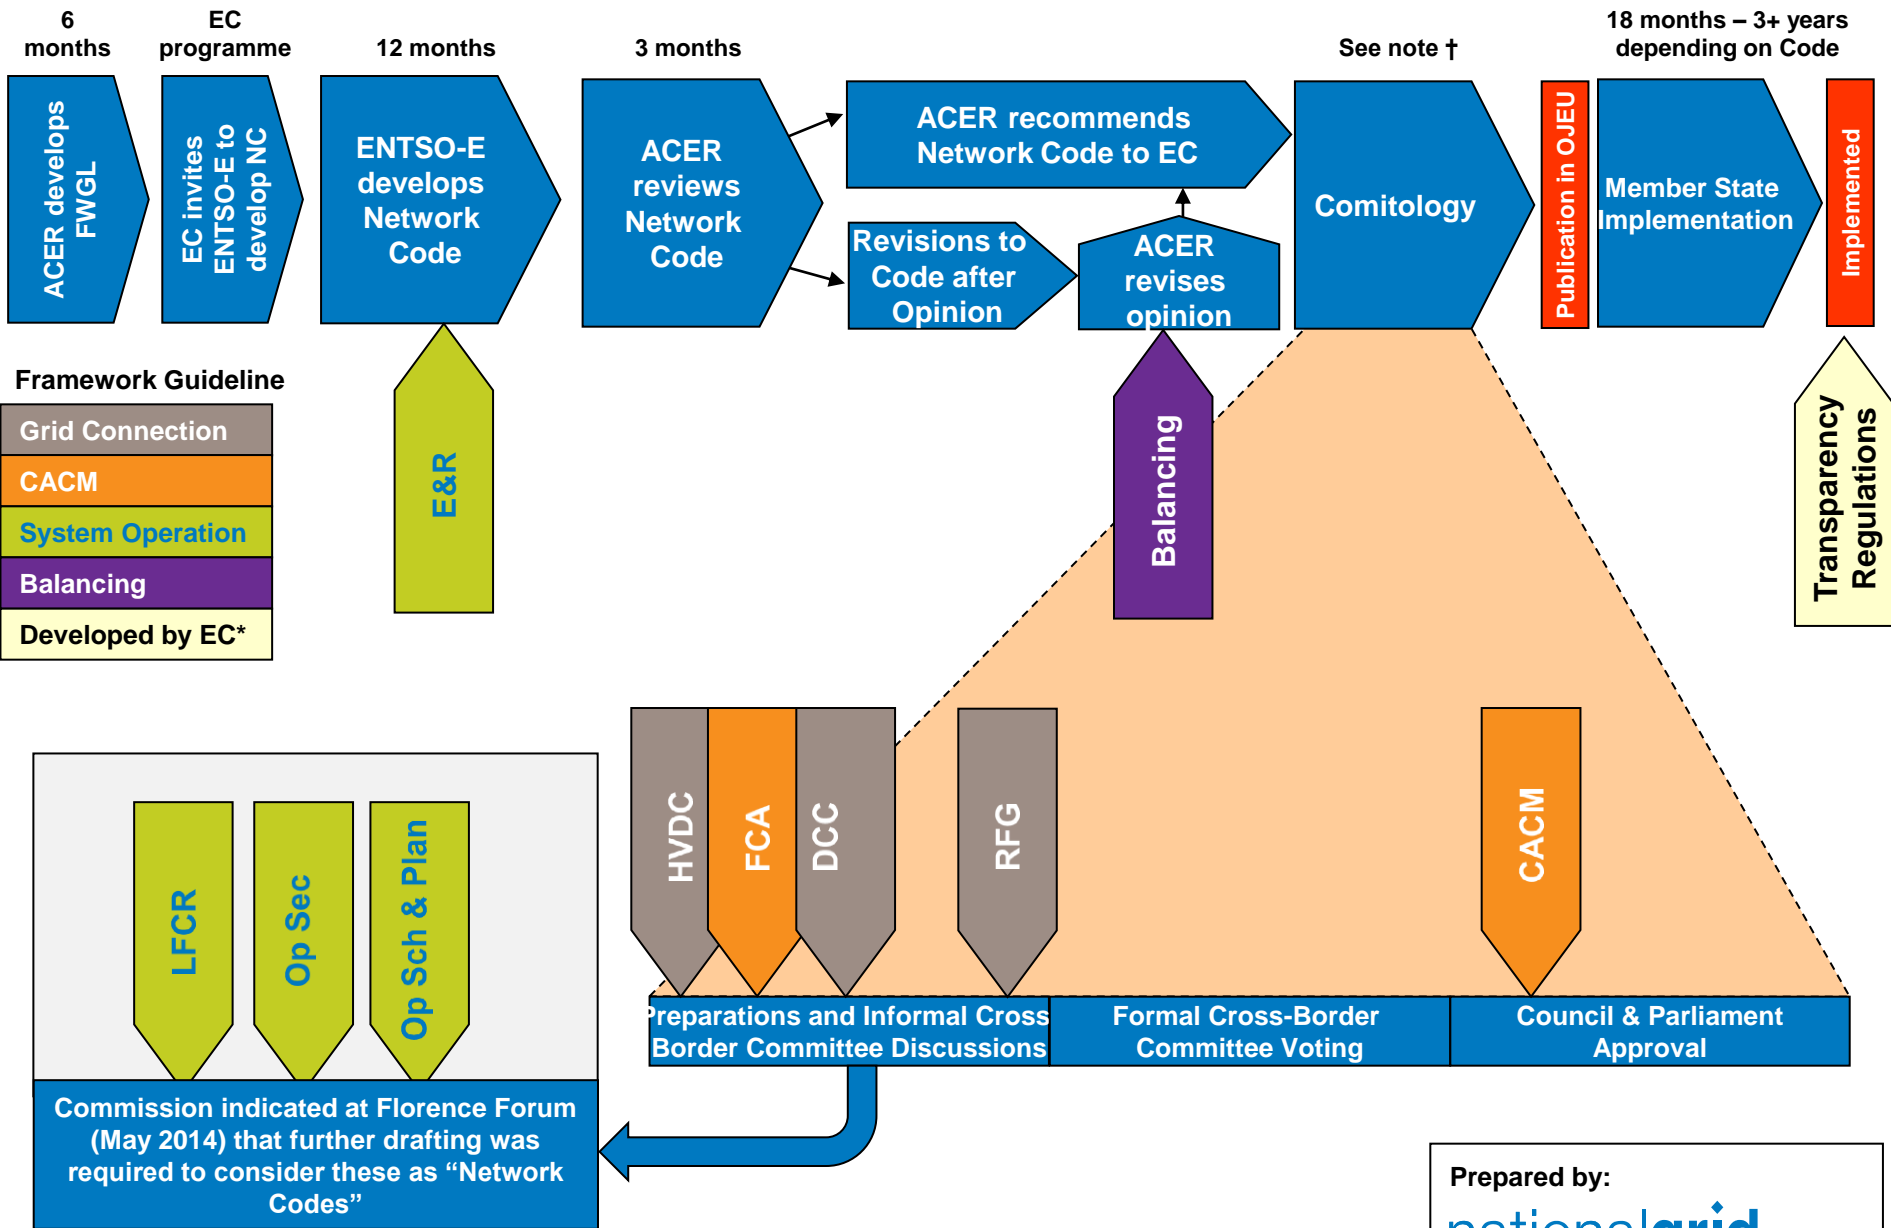 6
months
EC
programme
12 months
3 months
See note †
18 months – 3+ years
depending on Code
ACER develops
FWGL
EC invites
ENTSO-E to
develop NC
ENTSO-E
develops
Network
Code
ACER
reviews
Network
Code
ACER recommends
Network Code to EC
Revisions to
Code after
Opinion
ACER
revises
opinion
Comitology
Publication in OJEU
Member State
Implementation
Implemented
Framework Guideline
Grid Connection
CACM
System Operation
Balancing
Developed by EC*
E&R
Balancing
Transparency
Regulations
LFCR
Op Sec
Op Sch & Plan
HVDC
FCA
DCC
RFG
CACM
Preparations and Informal Cross
Border Committee Discussions
Formal Cross-Border
Committee Voting
Council & Parliament
Approval
Commission indicated at Florence Forum
(May 2014) that further drafting was
required to consider these as “Network
Codes”
Prepared by:
nationalgrid